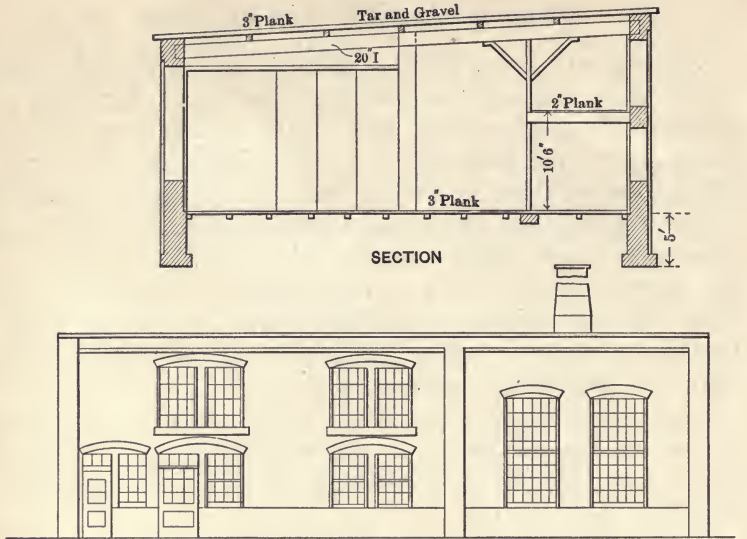 3" Plank
Tar and Gravel
20" I
2" Plank
10'6"
3" Plank
5'
SECTION